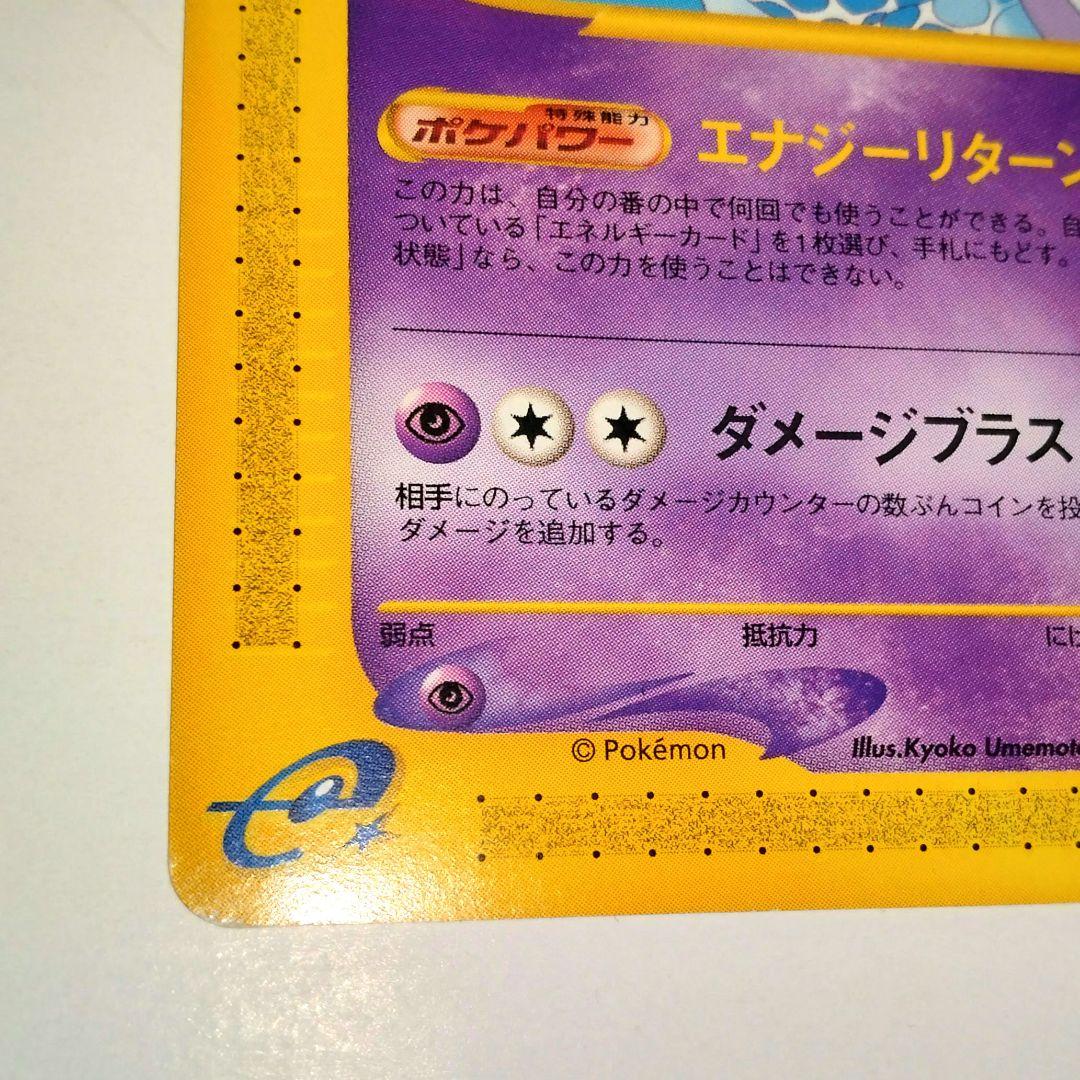 特殊能力
ポケパワー
エナジーリターン
この力は、自分の番の中で何回でも使うことができる。自
ついている「エネルギーカード」を1枚選び、手札にもどす。
状態」なら、この力を使うことはできない。
ダメージプラス
相手にのっているダメージカウンターの数ぶんコインを投
ダメージを追加する。
弱点
抵抗力
にげ
© Pokémon
Illus.Kyoko Umemoto